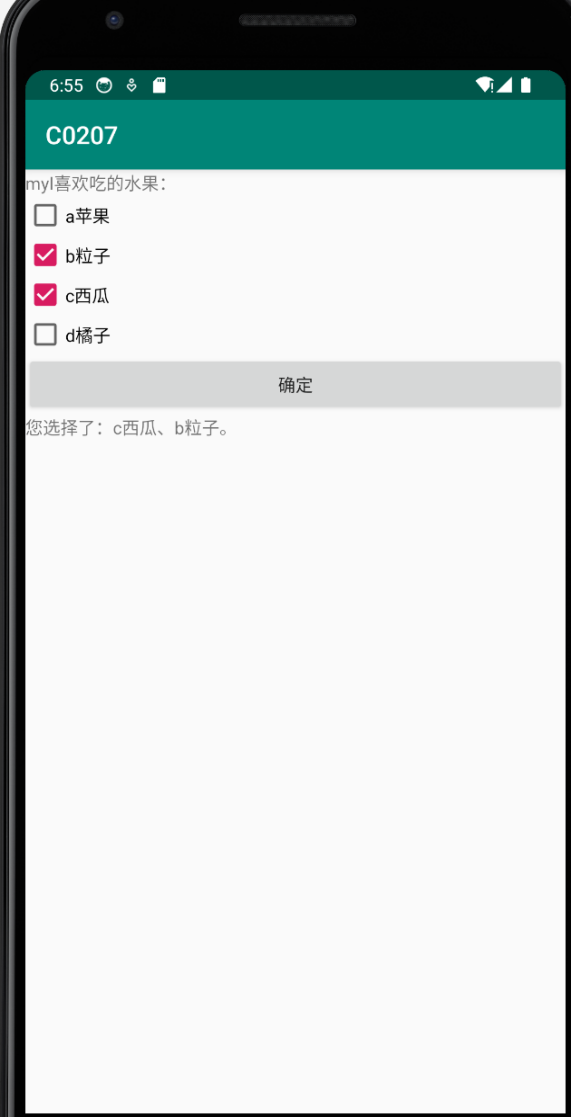 6:55
C0207
myl喜欢吃的水果：
a苹果
b粒子
c西瓜
d橘子
确定
您选择了：c西瓜、b粒子。